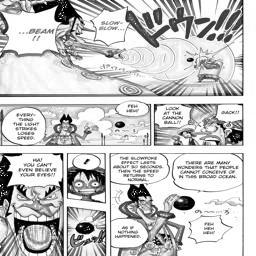 SLOW-
SLOW...
...BEAM
!!
ドウン!!!
LOOK
AT THE
CANNON
BALL!!
GACK!!
FEH
HEH!
EVERY-
THING
THE LIGHT
STRIKES
LOSES
SPEED.
THERE ARE MANY
WONDERS THAT PEOPLE
CANNOT CONCEIVE OF
IN THIS BROAD OCEAN.
THE SLOWPOKE
EFFECT LASTS
ABOUT 30 SECONDS.
THEN THE SPEED
RETURNS TO
NORMAL...
FEH
HEH
HEH!
AS IF
NOTHING
HAPPENED.
HA!
YOU CAN'T
EVEN BELIEVE
YOUR EYES!!